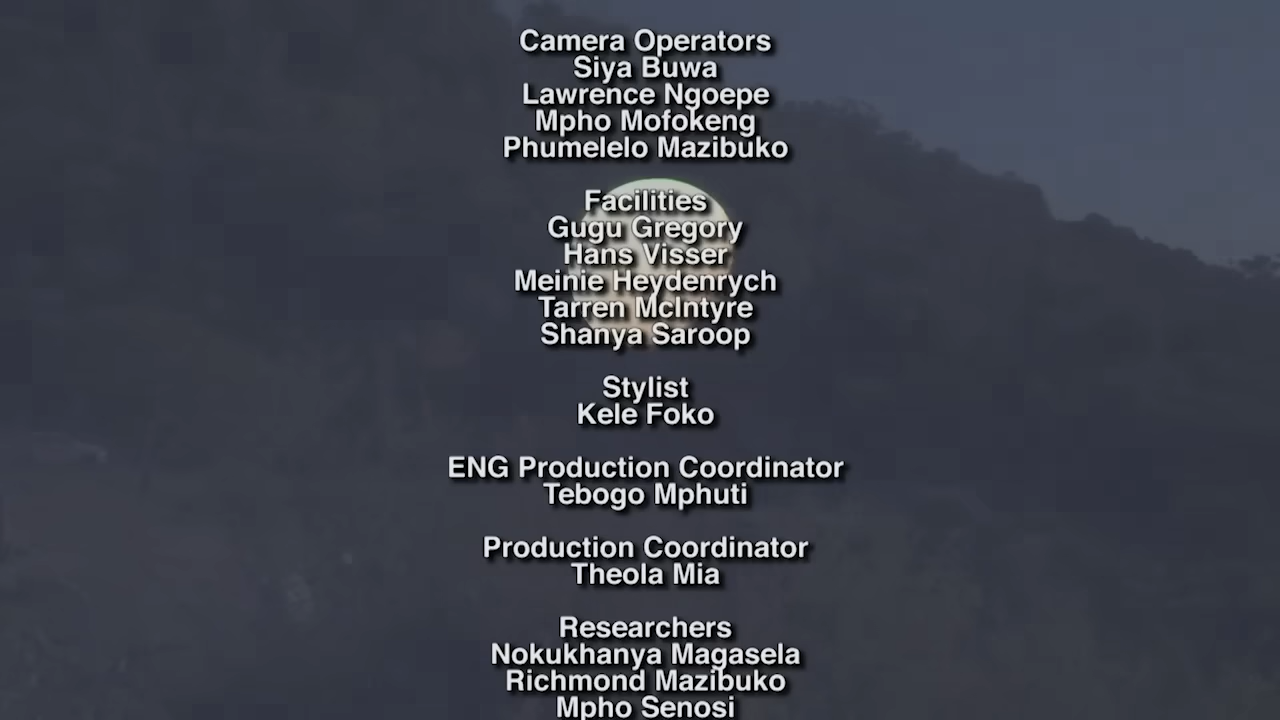 Camera Operators
Siya Buwa
Lawrence Ngoepe
Mpho Mofokeng
Phumelelo Mazibuko
Facilities
Gugu Gregory
Hans Visser
Meinie Heydenrych
Tarren McIntyre
Shanya Saroop
Stylist
Kele Foko
ENG Production Coordinator
Tebogo Mphuti
Production Coordinator
Theola Mia
Researchers
Nokukhanya Magasela
Richmond Mazibuko
Mpho Senosi